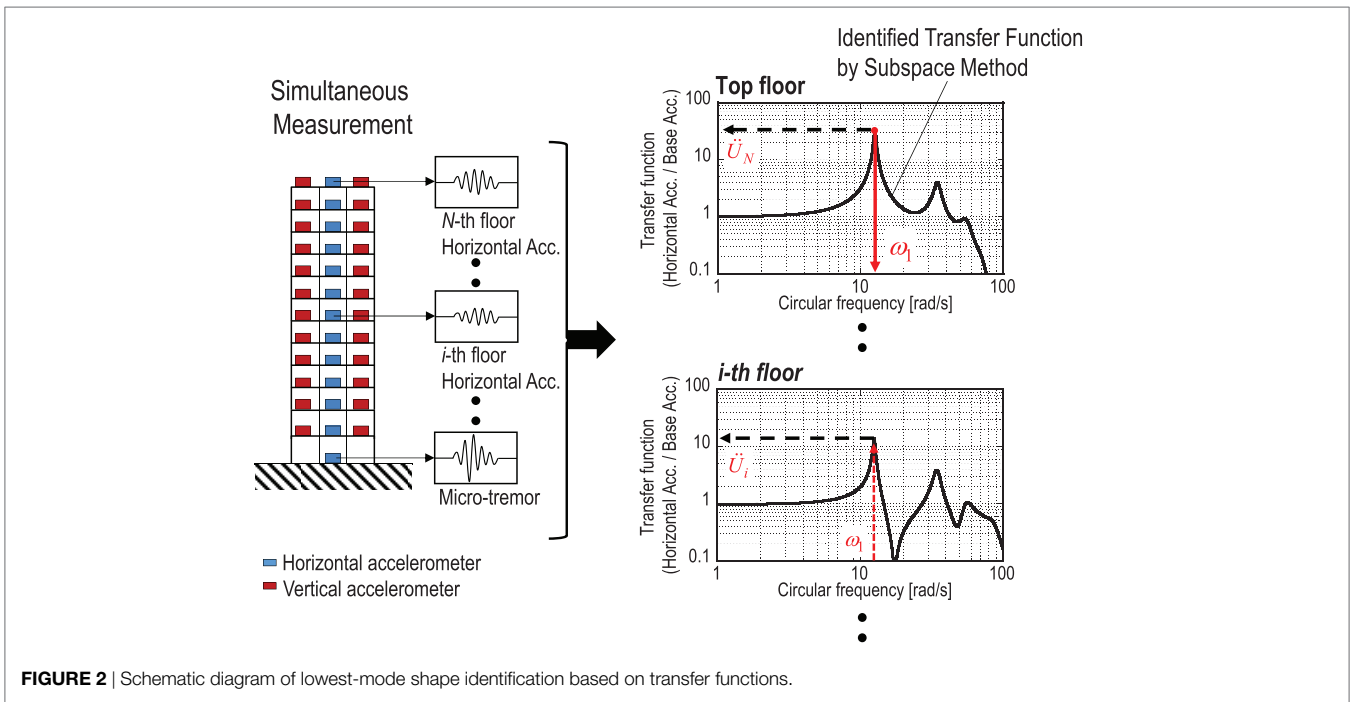 Simultaneous
Measurement
N-th floor
Horizontal Acc.
i-th floor
Horizontal Acc.
Micro-tremor
Horizontal accelerometer
Vertical accelerometer
Identified Transfer Function
by Subspace Method
Top floor
Transfer function
(Horizontal Acc. / Base Acc.)
100
10
1
0.1
Ü_N
ω₁
1
10
100
Circular frequency [rad/s]
i-th floor
Transfer function
(Horizontal Acc. / Base Acc.)
100
10
1
0.1
Ü_i
ω₁
1
10
100
Circular frequency [rad/s]
FIGURE 2 | Schematic diagram of lowest-mode shape identification based on transfer functions.